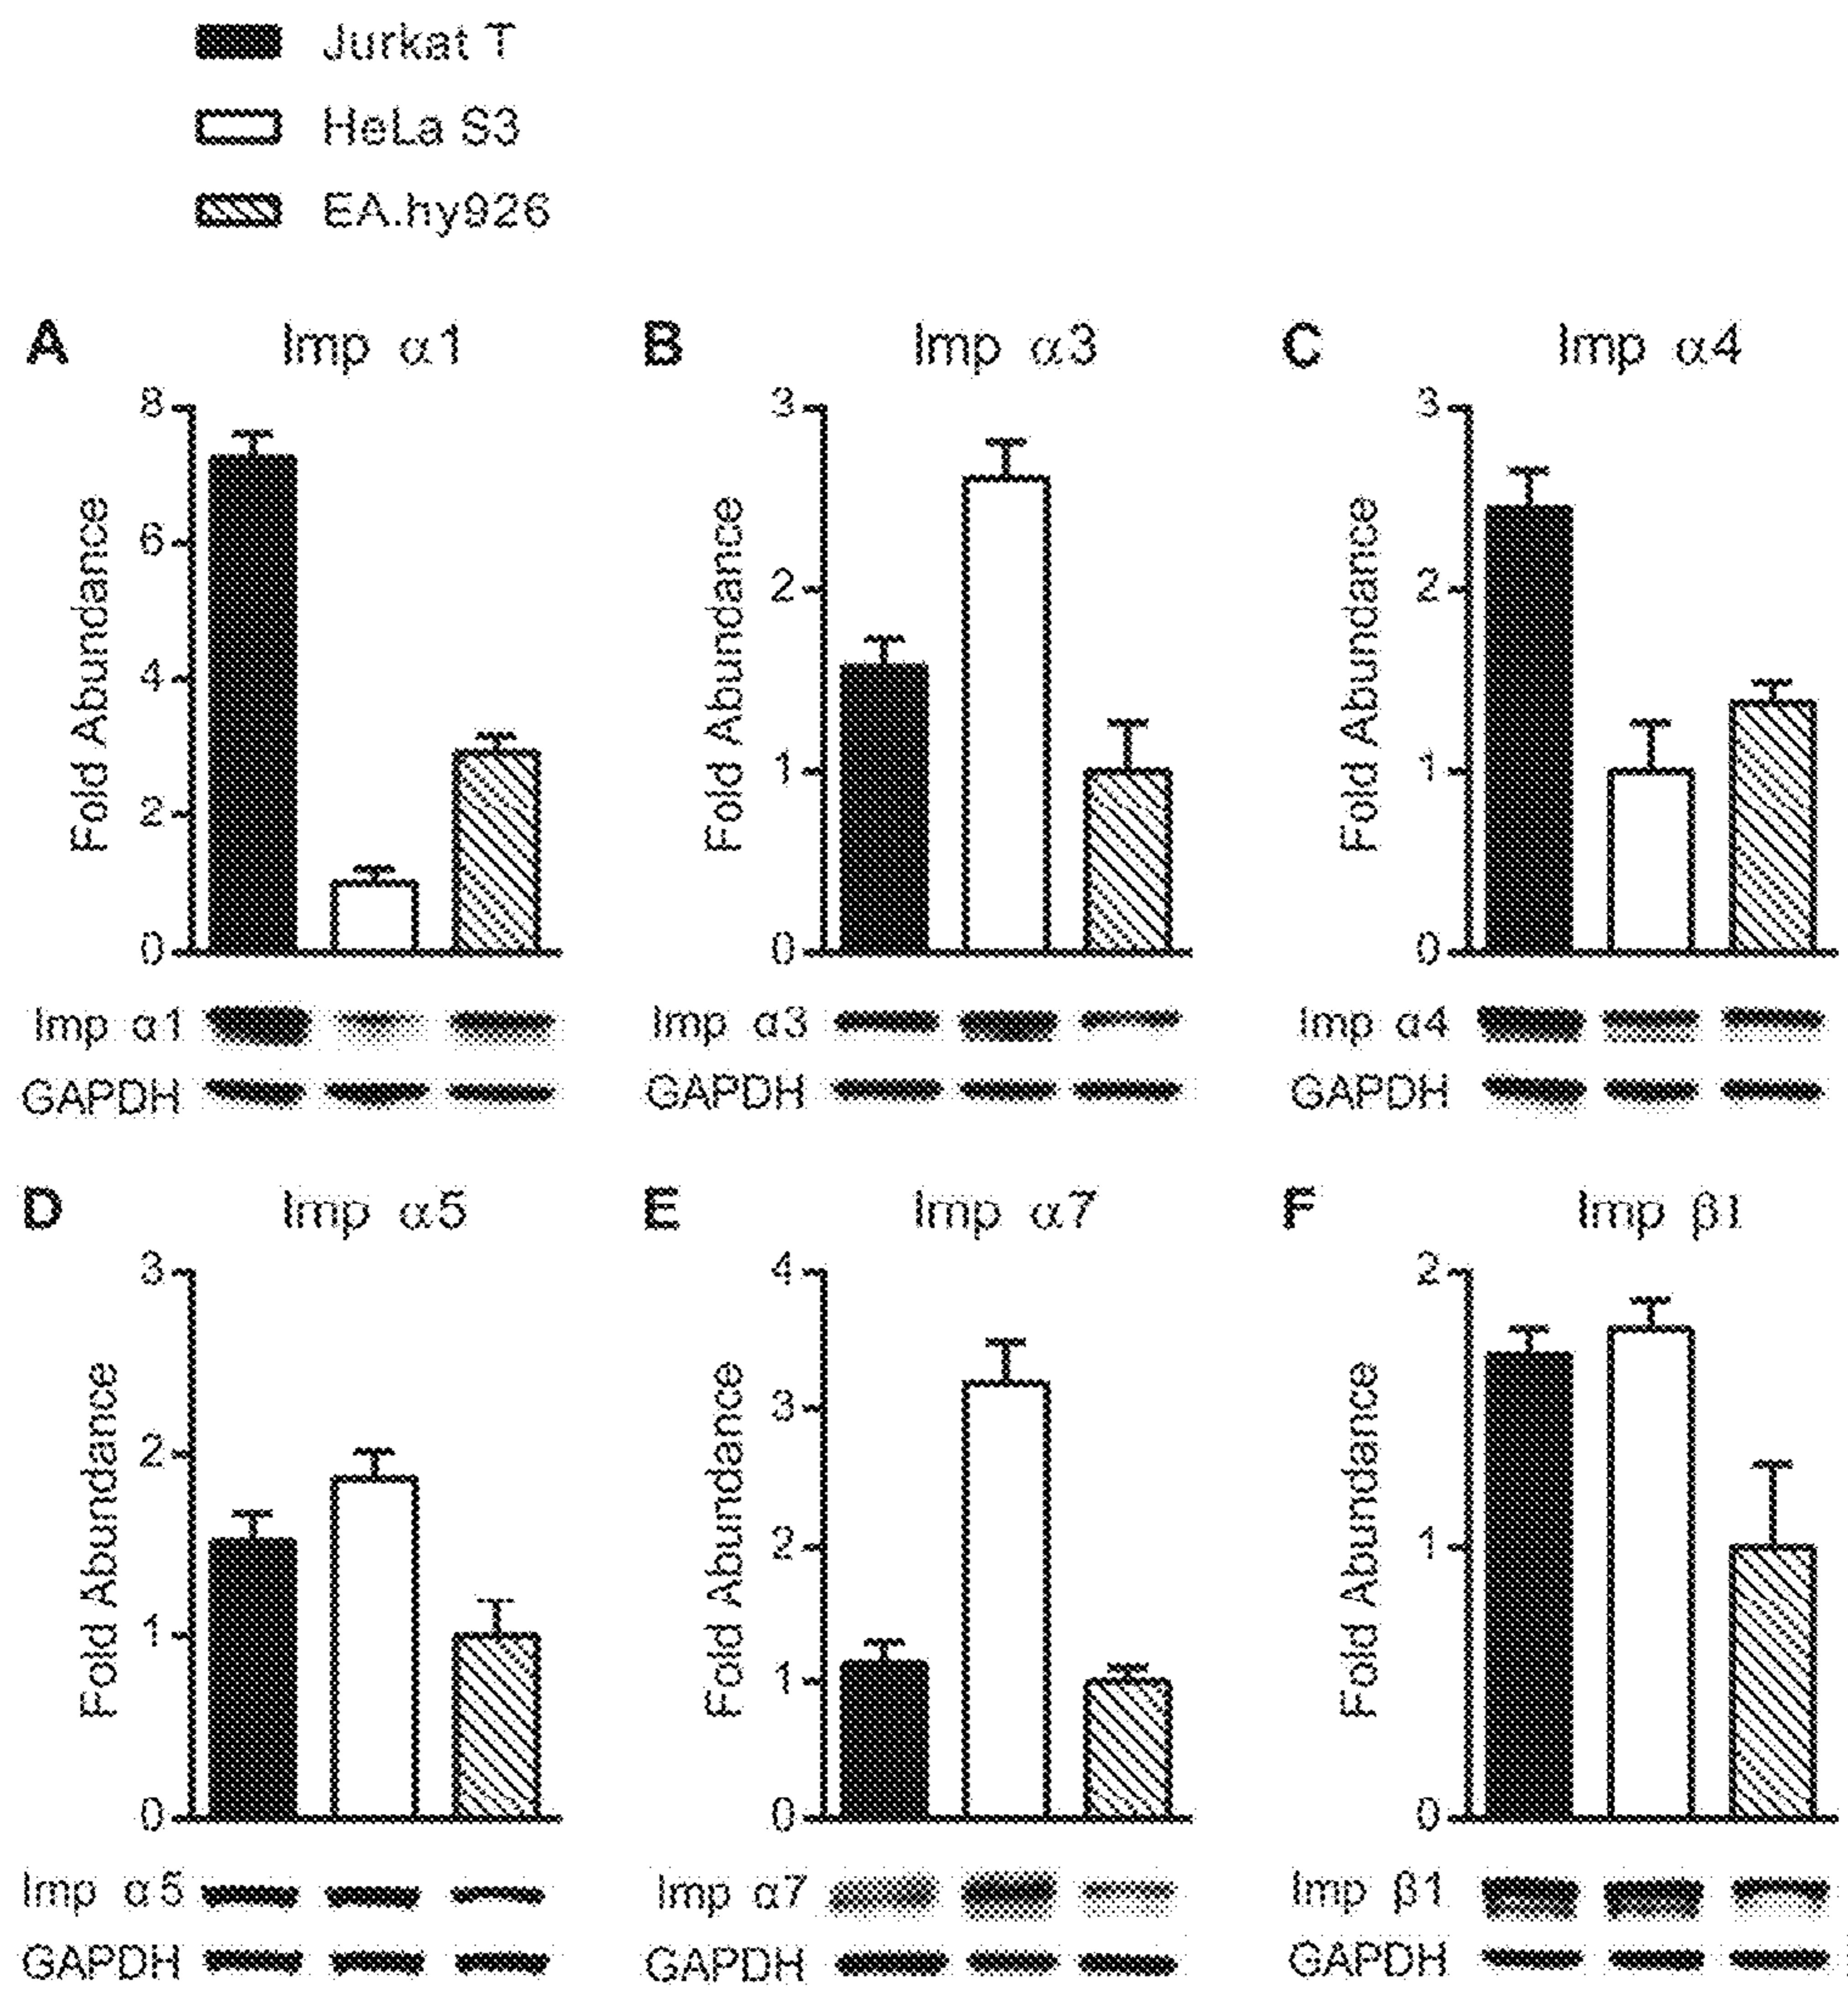 Jurkat T
HeLa S3
EA.hy926
A Imp α1
8
6
4
2
0
Fold Abundance
Imp α1
GAPDH
B Imp α3
3
2
1
0
Fold Abundance
Imp α3
GAPDH
C Imp α4
3
2
1
0
Fold Abundance
Imp α4
GAPDH
D Imp α5
3
2
1
0
Fold Abundance
Imp α5
GAPDH
E Imp α7
4
3
2
1
0
Fold Abundance
Imp α7
GAPDH
F Imp β1
2
1
0
Fold Abundance
Imp β1
GAPDH